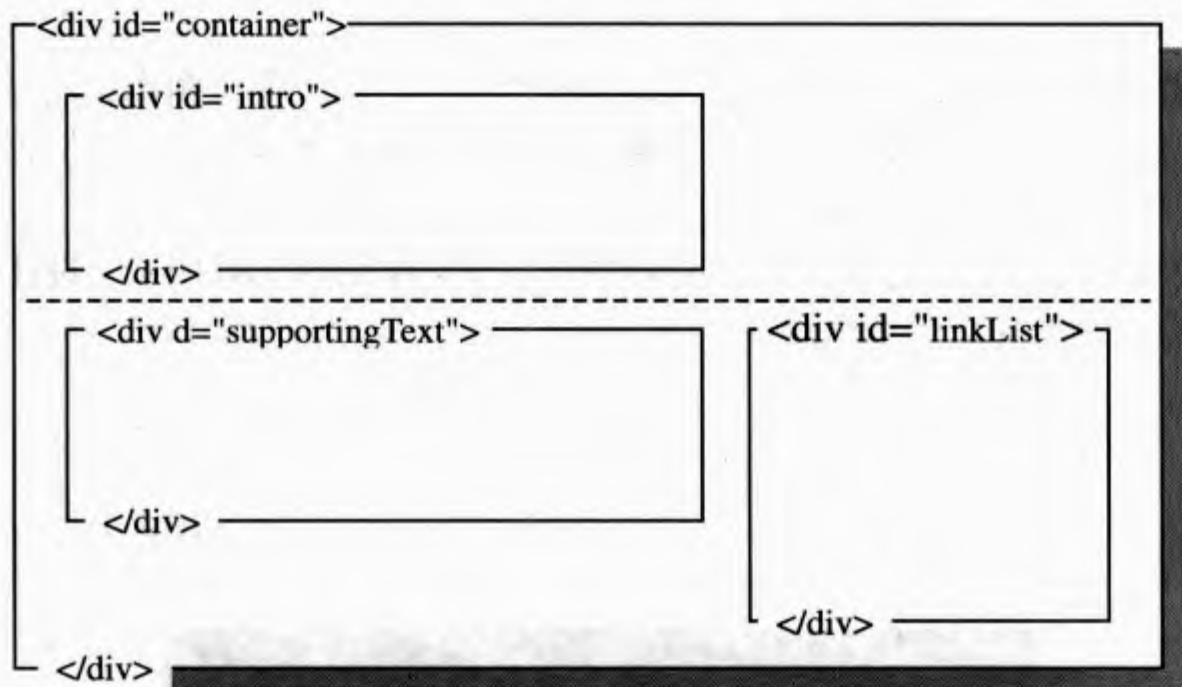 <div id="container">
<div id="intro">
</div>
<div d="supportingText">
</div>
<div id="linkList">
</div>
</div>